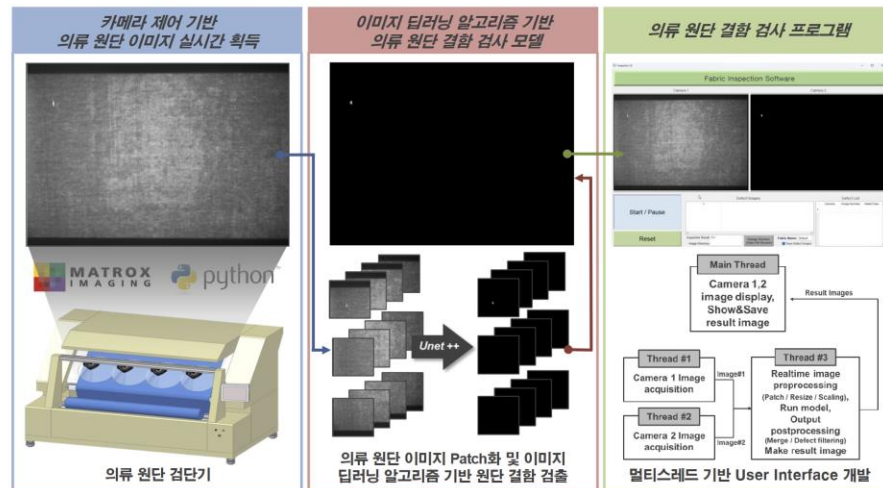 카메라 제어 기반
의류 원단 이미지 실시간 획득
MATROX
IMAGING
python
의류 원단 검단기
이미지 딥러닝 알고리즘 기반
의류 원단 결함 검사 모델
Unet ++
의류 원단 이미지 Patch화 및 이미지
딥러닝 알고리즘 기반 원단 결함 검출
의류 원단 결함 검사 프로그램
Fabric Inspection Software
Camera 1
Camera 2
Start / Pause
Reset
Defect Images
Main Thread
Camera 1,2
image display,
Show&Save
result image
Result Images
Thread #1
Camera 1 Image
acquisition
Image#1
Thread #2
Camera 2 Image
acquisition
Image#2
Thread #3
Realtime image
preprocessing
(Patch / Resize / Scaling),
Run model,
Output
postprocessing
(Merge / Defect filtering)
Make result image
멀티스레드 기반 User Interface 개발